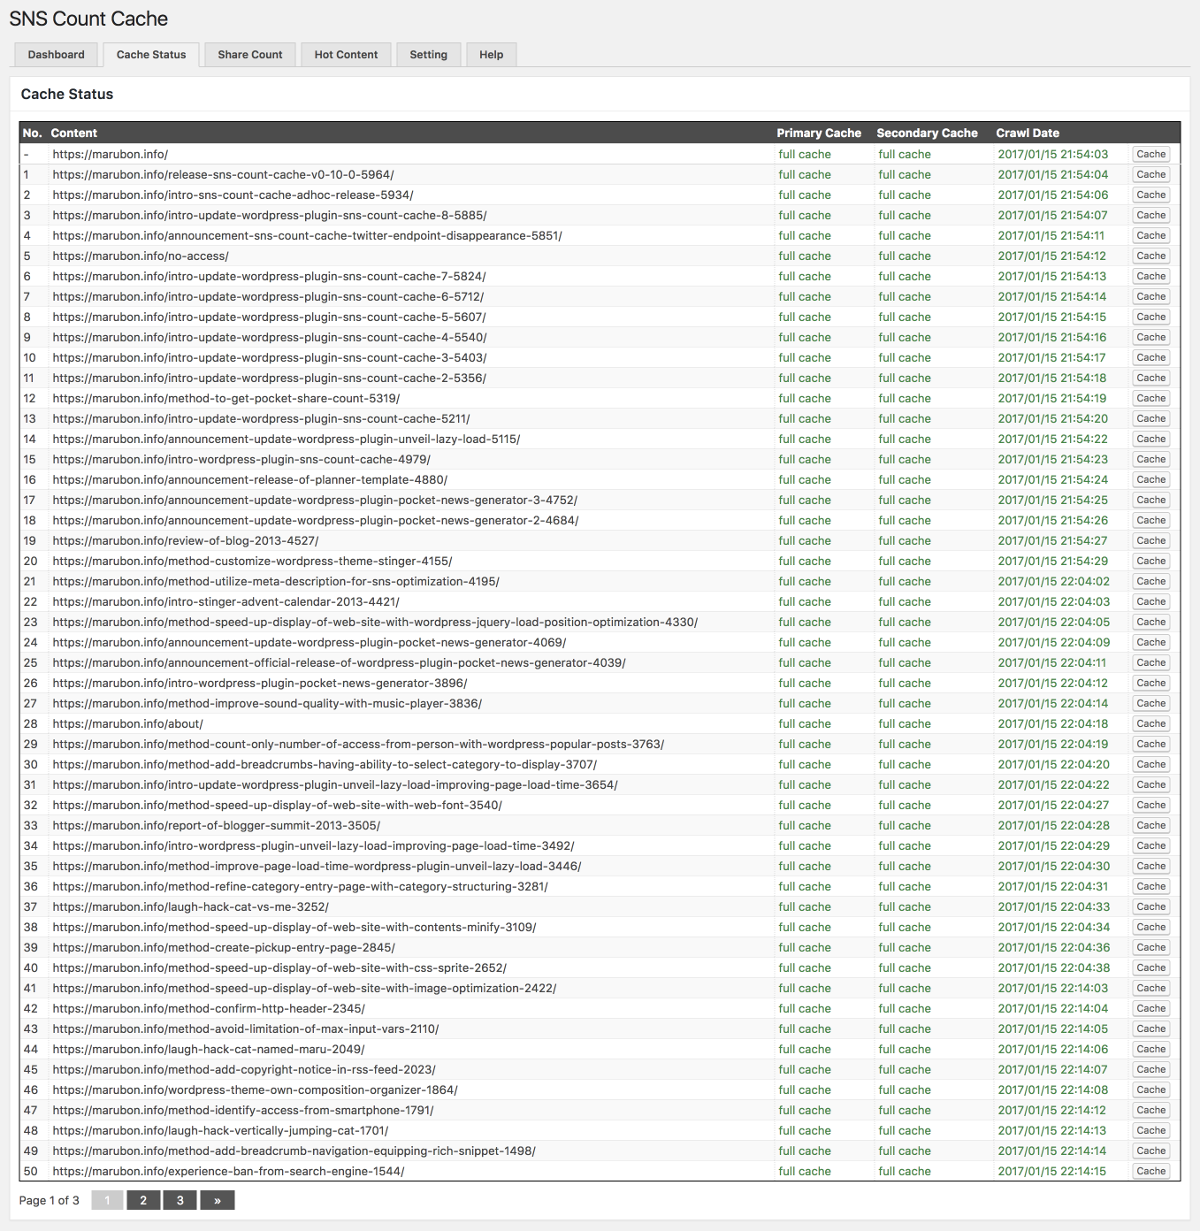 SNS Count Cache
Dashboard Cache Status Share Count Hot Content Setting Help
Cache Status
No. Content Primary Cache Secondary Cache Crawl Date
- https://marubon.info/ full cache full cache 2017/01/15 21:54:03 Cache
1 https://marubon.info/release-sns-count-cache-v0-10-0-5964/ full cache full cache 2017/01/15 21:54:04 Cache
2 https://marubon.info/intro-sns-count-cache-adhoc-release-5934/ full cache full cache 2017/01/15 21:54:06 Cache
3 https://marubon.info/intro-update-wordpress-plugin-sns-count-cache-8-5885/ full cache full cache 2017/01/15 21:54:07 Cache
4 https://marubon.info/announcement-sns-count-cache-twitter-endpoint-disappearance-5851/ full cache full cache 2017/01/15 21:54:11 Cache
5 https://marubon.info/no-access/ full cache full cache 2017/01/15 21:54:12 Cache
6 https://marubon.info/intro-update-wordpress-plugin-sns-count-cache-7-5824/ full cache full cache 2017/01/15 21:54:13 Cache
7 https://marubon.info/intro-update-wordpress-plugin-sns-count-cache-6-5712/ full cache full cache 2017/01/15 21:54:14 Cache
8 https://marubon.info/intro-update-wordpress-plugin-sns-count-cache-5-5607/ full cache full cache 2017/01/15 21:54:15 Cache
9 https://marubon.info/intro-update-wordpress-plugin-sns-count-cache-4-5540/ full cache full cache 2017/01/15 21:54:16 Cache
10 https://marubon.info/intro-update-wordpress-plugin-sns-count-cache-3-5403/ full cache full cache 2017/01/15 21:54:17 Cache
11 https://marubon.info/intro-update-wordpress-plugin-sns-count-cache-2-5356/ full cache full cache 2017/01/15 21:54:18 Cache
12 https://marubon.info/method-to-get-pocket-share-count-5319/ full cache full cache 2017/01/15 21:54:19 Cache
13 https://marubon.info/intro-update-wordpress-plugin-sns-count-cache-5211/ full cache full cache 2017/01/15 21:54:20 Cache
14 https://marubon.info/announcement-update-wordpress-plugin-unveil-lazy-load-5115/ full cache full cache 2017/01/15 21:54:22 Cache
15 https://marubon.info/intro-wordpress-plugin-sns-count-cache-4979/ full cache full cache 2017/01/15 21:54:23 Cache
16 https://marubon.info/announcement-release-of-planner-template-4880/ full cache full cache 2017/01/15 21:54:24 Cache
17 https://marubon.info/announcement-update-wordpress-plugin-pocket-news-generator-3-4752/ full cache full cache 2017/01/15 21:54:25 Cache
18 https://marubon.info/announcement-update-wordpress-plugin-pocket-news-generator-2-4684/ full cache full cache 2017/01/15 21:54:26 Cache
19 https://marubon.info/review-of-blog-2013-4527/ full cache full cache 2017/01/15 21:54:27 Cache
20 https://marubon.info/method-customize-wordpress-theme-stinger-4155/ full cache full cache 2017/01/15 21:54:29 Cache
21 https://marubon.info/method-utilize-meta-description-for-sns-optimization-4195/ full cache full cache 2017/01/15 22:04:02 Cache
22 https://marubon.info/intro-stinger-advent-calendar-2013-4421/ full cache full cache 2017/01/15 22:04:03 Cache
23 https://marubon.info/method-speed-up-display-of-web-site-with-wordpress-jquery-load-position-optimization-4330/ full cache full cache 2017/01/15 22:04:05 Cache
24 https://marubon.info/announcement-update-wordpress-plugin-pocket-news-generator-4069/ full cache full cache 2017/01/15 22:04:09 Cache
25 https://marubon.info/announcement-official-release-of-wordpress-plugin-pocket-news-generator-4039/ full cache full cache 2017/01/15 22:04:11 Cache
26 https://marubon.info/intro-wordpress-plugin-pocket-news-generator-3896/ full cache full cache 2017/01/15 22:04:12 Cache
27 https://marubon.info/method-improve-sound-quality-with-music-player-3836/ full cache full cache 2017/01/15 22:04:14 Cache
28 https://marubon.info/about/ full cache full cache 2017/01/15 22:04:18 Cache
29 https://marubon.info/method-count-only-number-of-access-from-person-with-wordpress-popular-posts-3763/ full cache full cache 2017/01/15 22:04:19 Cache
30 https://marubon.info/method-add-breadcrumbs-having-ability-to-select-category-to-display-3707/ full cache full cache 2017/01/15 22:04:20 Cache
31 https://marubon.info/intro-update-wordpress-plugin-unveil-lazy-load-improving-page-load-time-3654/ full cache full cache 2017/01/15 22:04:22 Cache
32 https://marubon.info/method-speed-up-display-of-web-site-with-web-font-3540/ full cache full cache 2017/01/15 22:04:27 Cache
33 https://marubon.info/report-of-blogger-summit-2013-3505/ full cache full cache 2017/01/15 22:04:28 Cache
34 https://marubon.info/intro-wordpress-plugin-unveil-lazy-load-improving-page-load-time-3492/ full cache full cache 2017/01/15 22:04:29 Cache
35 https://marubon.info/method-improve-page-load-time-wordpress-plugin-unveil-lazy-load-3446/ full cache full cache 2017/01/15 22:04:30 Cache
36 https://marubon.info/method-refine-category-entry-page-with-category-structuring-3281/ full cache full cache 2017/01/15 22:04:31 Cache
37 https://marubon.info/laugh-hack-cat-vs-me-3252/ full cache full cache 2017/01/15 22:04:33 Cache
38 https://marubon.info/method-speed-up-display-of-web-site-with-contents-minify-3109/ full cache full cache 2017/01/15 22:04:34 Cache
39 https://marubon.info/method-create-pickup-entry-page-2845/ full cache full cache 2017/01/15 22:04:36 Cache
40 https://marubon.info/method-speed-up-display-of-web-site-with-css-sprite-2652/ full cache full cache 2017/01/15 22:04:38 Cache
41 https://marubon.info/method-speed-up-display-of-web-site-with-image-optimization-2422/ full cache full cache 2017/01/15 22:14:03 Cache
42 https://marubon.info/method-confirm-http-header-2345/ full cache full cache 2017/01/15 22:14:04 Cache
43 https://marubon.info/method-avoid-limitation-of-max-input-vars-2110/ full cache full cache 2017/01/15 22:14:05 Cache
44 https://marubon.info/laugh-hack-cat-named-maru-2049/ full cache full cache 2017/01/15 22:14:06 Cache
45 https://marubon.info/method-add-copyright-notice-in-rss-feed-2023/ full cache full cache 2017/01/15 22:14:07 Cache
46 https://marubon.info/wordpress-theme-own-composition-organizer-1864/ full cache full cache 2017/01/15 22:14:08 Cache
47 https://marubon.info/method-identify-access-from-smartphone-1791/ full cache full cache 2017/01/15 22:14:12 Cache
48 https://marubon.info/laugh-hack-vertically-jumping-cat-1701/ full cache full cache 2017/01/15 22:14:13 Cache
49 https://marubon.info/method-add-breadcrumb-navigation-equipping-rich-snippet-1498/ full cache full cache 2017/01/15 22:14:14 Cache
50 https://marubon.info/experience-ban-from-search-engine-1544/ full cache full cache 2017/01/15 22:14:15 Cache
Page 1 of 3 1 2 3 »